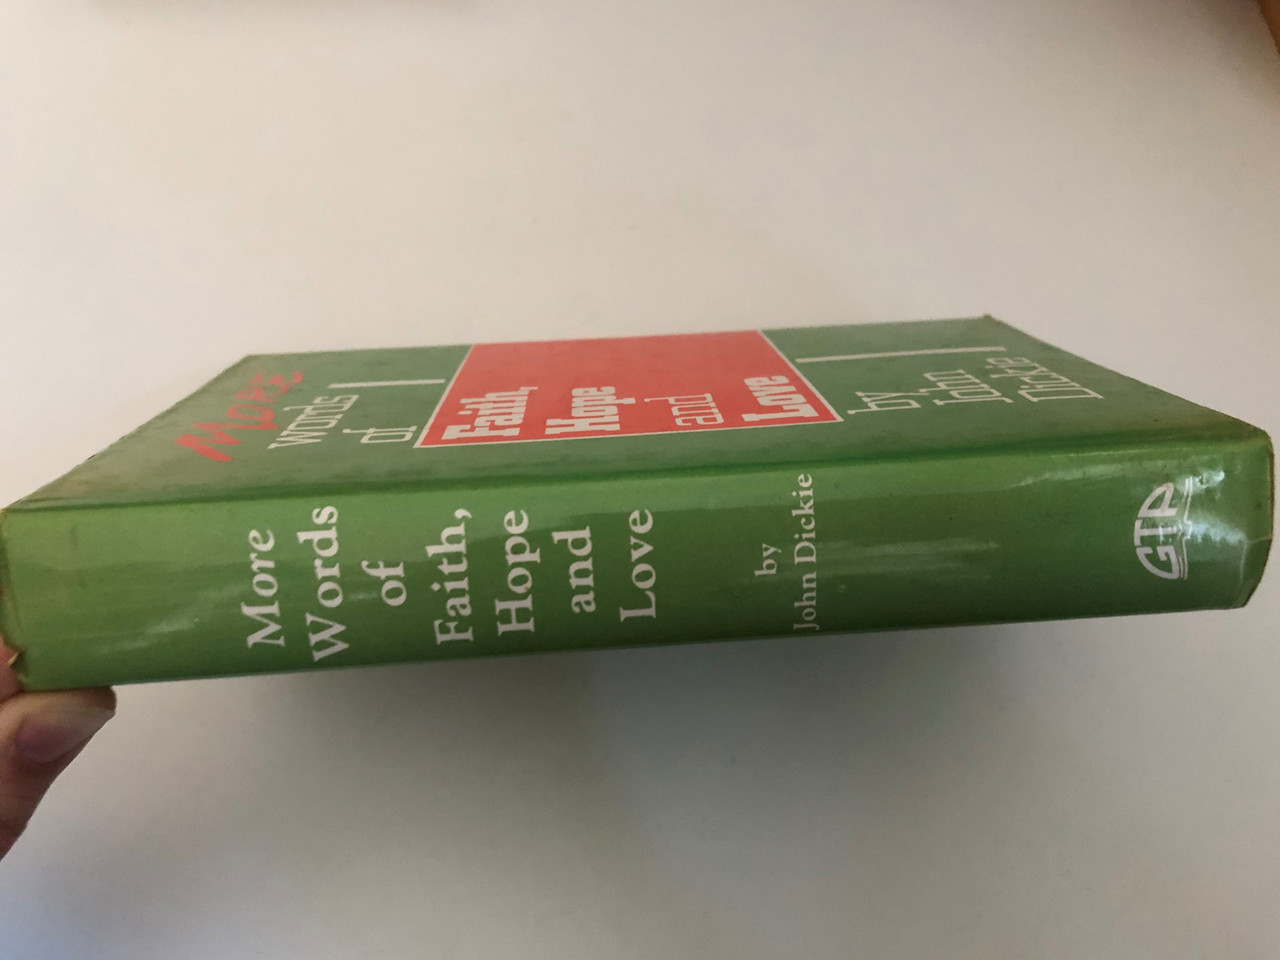 MORE
Words
of
Faith,
Hope
and
Love
by
John
Dickie
More
Words
of
Faith,
Hope
and
Love
by
John Dickie
GTP